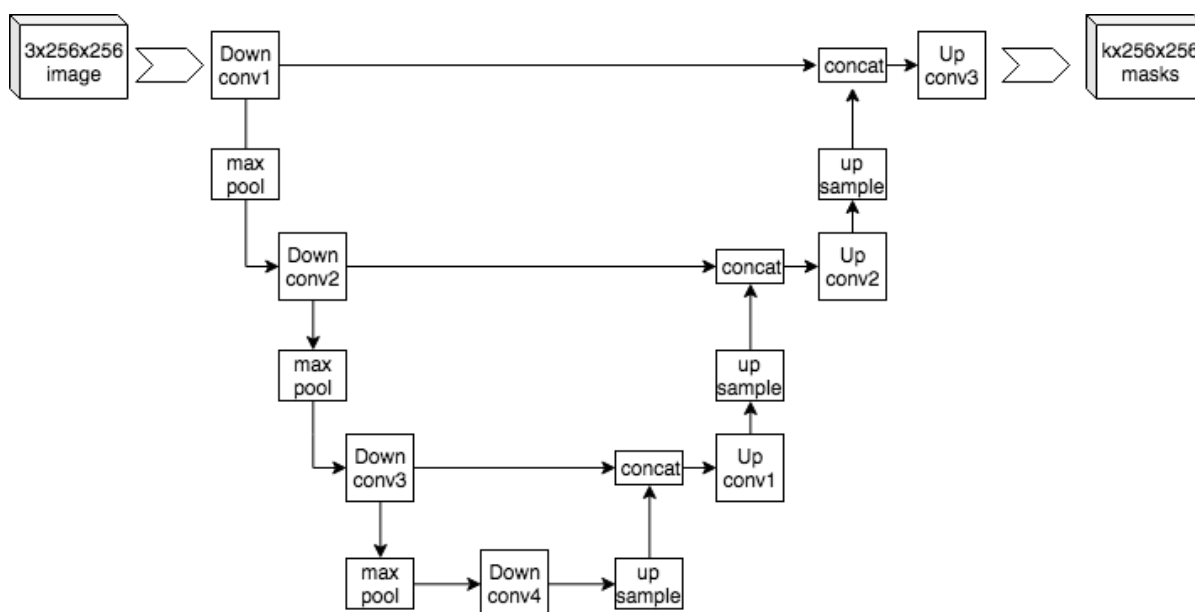 3x256x256
image
Down
conv1
concat
Up
conv3
kx256x256
masks
max
pool
up
sample
Down
conv2
concat
Up
conv2
max
pool
up
sample
Down
conv3
concat
Up
conv1
max
pool
Down
conv4
up
sample